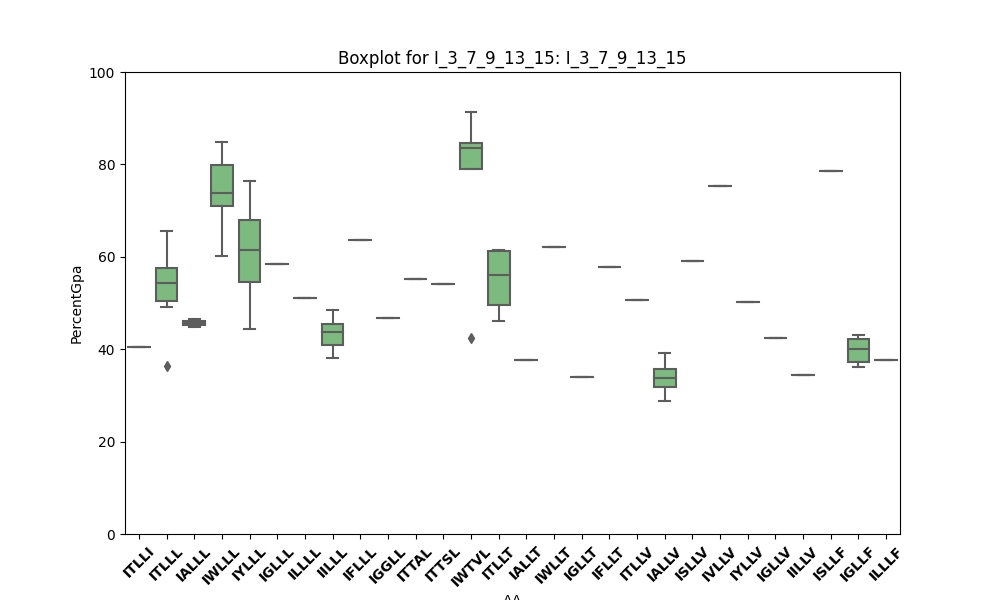 Boxplot for I_3_7_9_13_15: I_3_7_9_13_15
100
80
60
40
20
0
PercentGpa
ITLLI
ITLLL
IALLL
IWLLL
IYLLL
IGLLL
ILLLL
IILLL
IFLLL
IGGLL
ITTAL
ITTSL
IWTVL
ITLLT
IALLT
IWLLT
IGLLT
IFLLT
ITLLV
IALLV
ISLLV
IVLLV
IYLLV
IGLLV
IILLV
ISLLF
IGLLF
ILLLF
AA